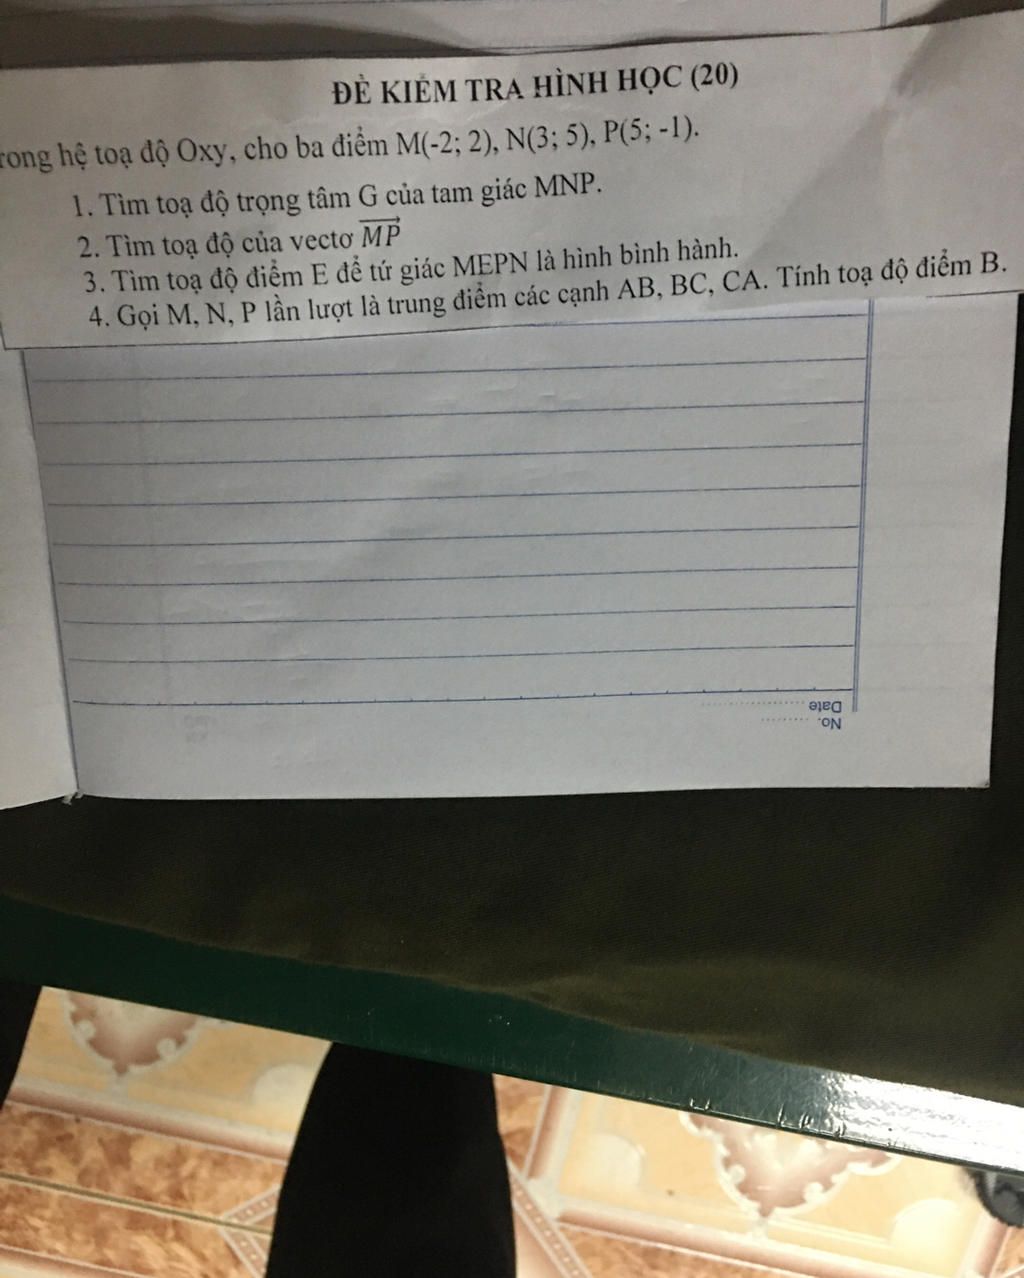 ĐỀ KIỂM TRA HÌNH HỌC (20)
rong hệ toạ độ Oxy, cho ba điểm M(-2; 2), N(3; 5), P(5; -1).
1. Tìm toạ độ trọng tâm G của tam giác MNP.
2. Tìm toạ độ của vectơ \overrightarrow{MP}
3. Tìm toạ độ điểm E để tứ giác MEPN là hình bình hành.
4. Gọi M, N, P lần lượt là trung điểm các cạnh AB, BC, CA. Tính toạ độ điểm B.
No. ..........
Date ....................